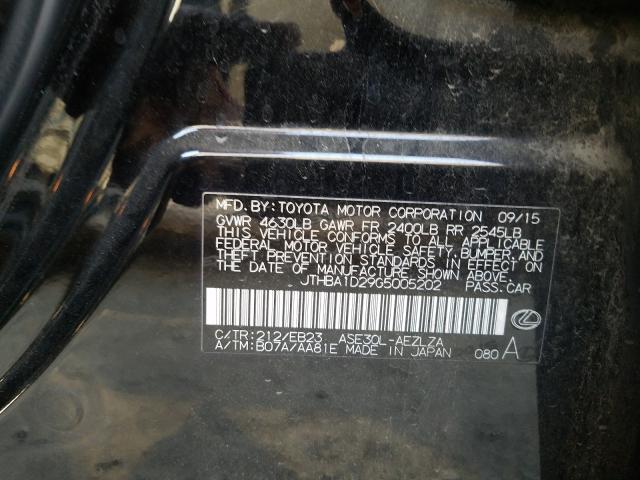 MFD. BY: TOYOTA MOTOR CORPORATION 09/15
GVWR 4630LB GAWR FR 2400LB RR 2545LB
THIS VEHICLE CONFORMS TO ALL APPLICABLE
FEDERAL MOTOR VEHICLE SAFETY, BUMPER, AND
THEFT PREVENTION STANDARDS IN EFFECT ON
THE DATE OF MANUFACTURE SHOWN ABOVE.
JTHBA1D29G5005202 PASS. CAR
C/TR: 212/EB23 ASE30L-AEZLZA
A/TM: B07A/AA81E MADE IN JAPAN 080 A